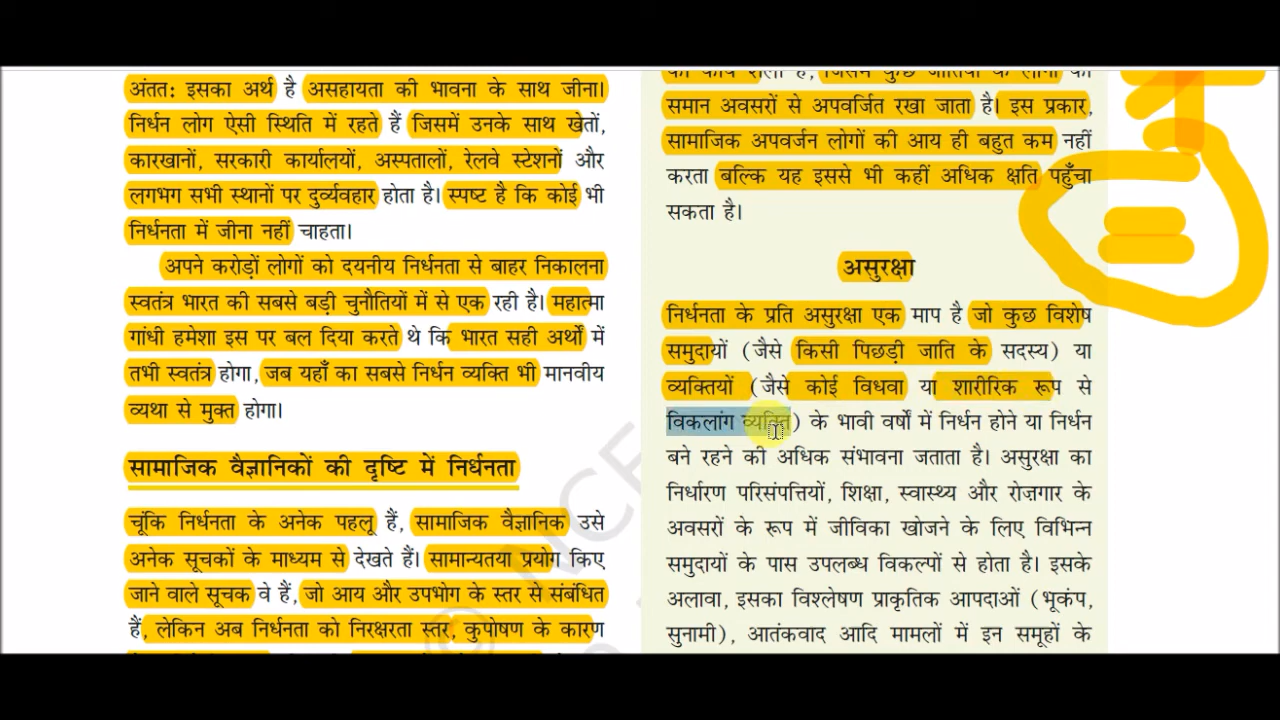 अंतत: इसका अर्थ है असहायता की भावना के साथ जीना।
निर्धन लोग ऐसी स्थिति में रहते हैं जिसमें उनके साथ खेतों,
कारखानों, सरकारी कार्यालयों, अस्पतालों, रेलवे स्टेशनों और
लगभग सभी स्थानों पर दुर्व्यवहार होता है। स्पष्ट है कि कोई भी
निर्धनता में जीना नहीं चाहता।
अपने करोड़ों लोगों को दयनीय निर्धनता से बाहर निकालना
स्वतंत्र भारत की सबसे बड़ी चुनौतियों में से एक रही है। महात्मा
गांधी हमेशा इस पर बल दिया करते थे कि भारत सही अर्थों में
तभी स्वतंत्र होगा, जब यहाँ का सबसे निर्धन व्यक्ति भी मानवीय
व्यथा से मुक्त होगा।
सामाजिक वैज्ञानिकों की दृष्टि में निर्धनता
चूंकि निर्धनता के अनेक पहलू हैं, सामाजिक वैज्ञानिक उसे
अनेक सूचकों के माध्यम से देखते हैं। सामान्यतया प्रयोग किए
जाने वाले सूचक वे हैं, जो आय और उपभोग के स्तर से संबंधित
हैं, लेकिन अब निर्धनता को निरक्षरता स्तर, कुपोषण के कारण
की कार्य शैली है, जिसमें कुछ जातियों के लोगों को
समान अवसरों से अपवर्जित रखा जाता है। इस प्रकार,
सामाजिक अपवर्जन लोगों की आय ही बहुत कम नहीं
करता बल्कि यह इससे भी कहीं अधिक क्षति पहुँचा
सकता है।
असुरक्षा
निर्धनता के प्रति असुरक्षा एक माप है जो कुछ विशेष
समुदायों (जैसे किसी पिछड़ी जाति के सदस्य) या
व्यक्तियों (जैसे कोई विधवा या शारीरिक रूप से
विकलांग व्यक्ति) के भावी वर्षों में निर्धन होने या निर्धन
बने रहने की अधिक संभावना जताता है। असुरक्षा का
निर्धारण परिसंपत्तियों, शिक्षा, स्वास्थ्य और रोज़गार के
अवसरों के रूप में जीविका खोजने के लिए विभिन्न
समुदायों के पास उपलब्ध विकल्पों से होता है। इसके
अलावा, इसका विश्लेषण प्राकृतिक आपदाओं (भूकंप,
सुनामी), आतंकवाद आदि मामलों में इन समूहों के